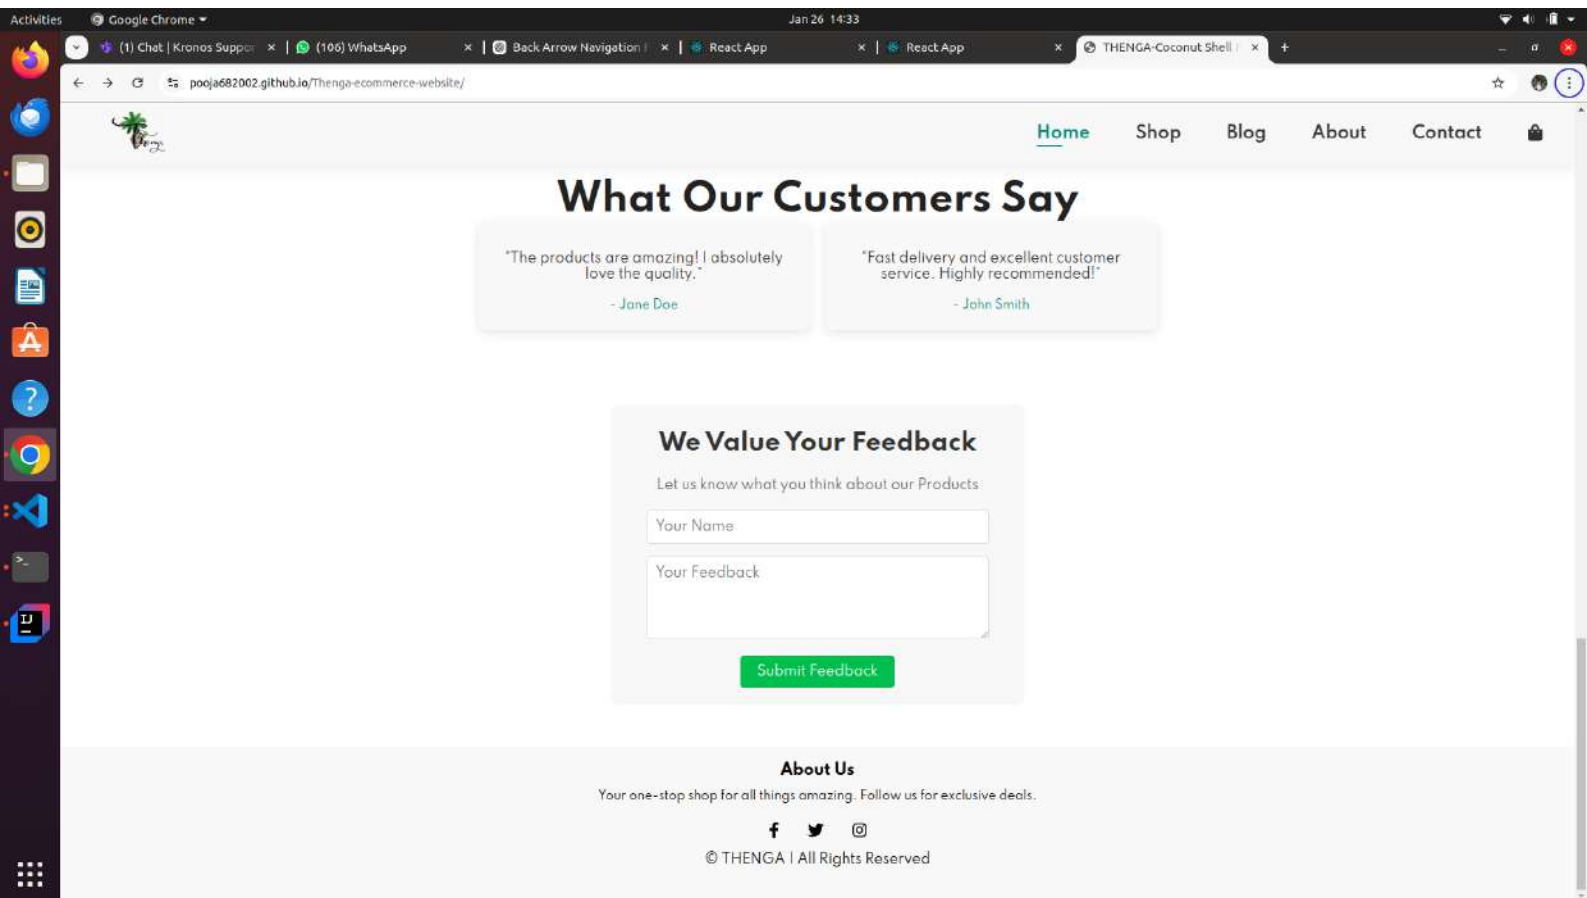 Activities Google Chrome Jan 26 14:33
(1) Chat | Kronos Suppor (106) WhatsApp Back Arrow Navigation React App React App THENGA-Coconut Shell
pooja682002.github.io/Thenga-ecommerce-website/
Thenga
Home Shop Blog About Contact
What Our Customers Say
"The products are amazing! I absolutely
love the quality."
- Jane Doe
"Fast delivery and excellent customer
service. Highly recommended!"
- John Smith
We Value Your Feedback
Let us know what you think about our Products
Your Name
Your Feedback
Submit Feedback
About Us
Your one-stop shop for all things amazing. Follow us for exclusive deals.
© THENGA | All Rights Reserved